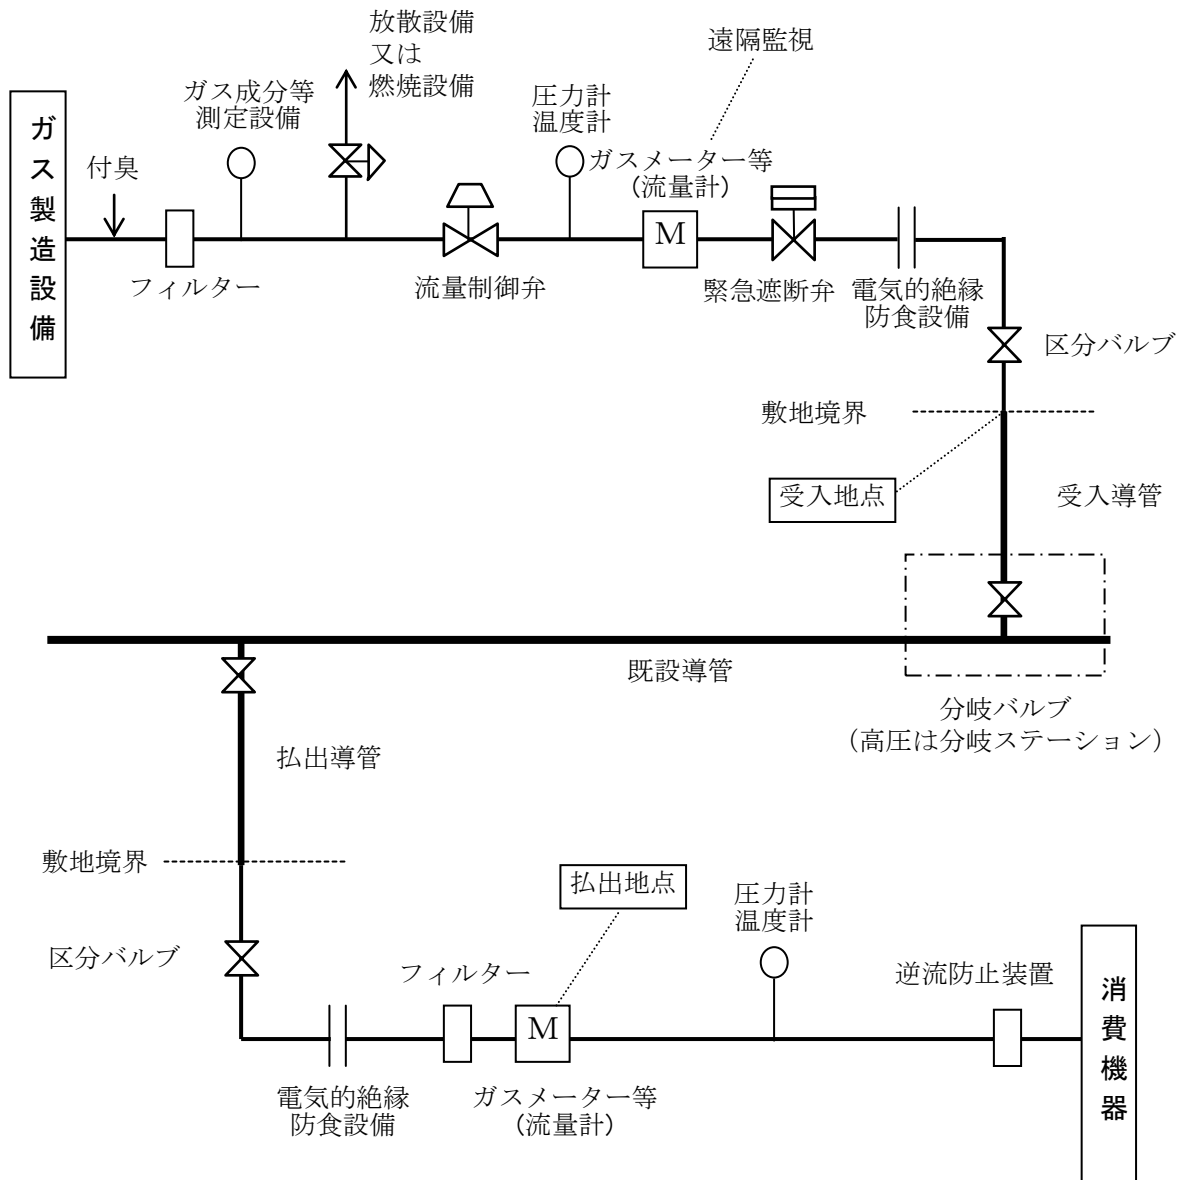 放散設備
又は
燃焼設備
遠隔監視
ガス成分等
測定設備
圧力計
温度計
ガス製造設備
付臭
ガスメーター等
（流量計）
M
フィルター
流量制御弁
緊急遮断弁
電気的絶縁
防食設備
区分バルブ
敷地境界
受入地点
受入導管
既設導管
分岐バルブ
（高圧は分岐ステーション）
払出導管
敷地境界
払出地点
圧力計
温度計
区分バルブ
フィルター
逆流防止装置
M
消費機器
電気的絶縁
防食設備
ガスメーター等
（流量計）